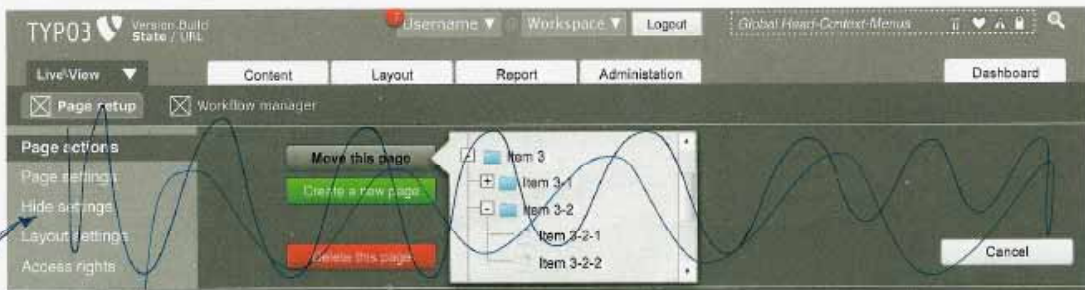 TYPO3 Version-Build
State / URL
7
Username Workspace Logout Global Head-Context-Menus
Live-View Content Layout Report Administation Dashboard
Page setup Workflow manager
Page actions
Page settings
Hide settings
Layout settings
Access rights
Move this page
Create a new page
Delete this page
Item 3
Item 3-1
Item 3-2
Item 3-2-1
Item 3-2-2
Cancel